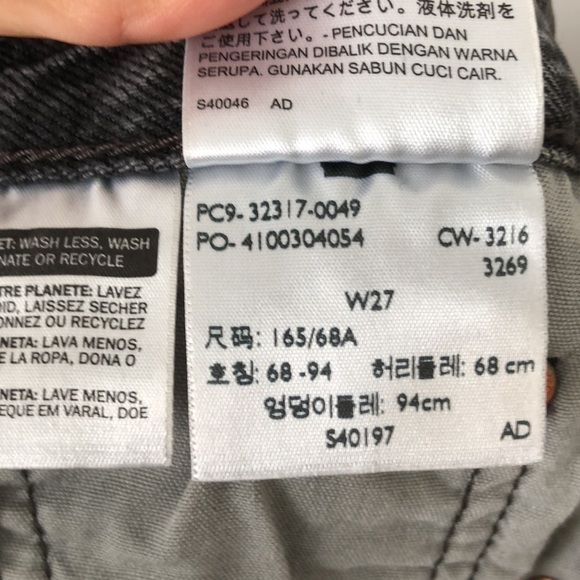 返して洗ってください。液体洗剤を
ご使用下さい。- PENCUCIAN DAN
PENGERINGAN DIBALIK DENGAN WARNA
SERUPA. GUNAKAN SABUN CUCI CAIR.
S40046 AD
ET: WASH LESS, WASH
NATE OR RECYCLE
TRE PLANETE: LAVEZ
ID, LAISSEZ SECHER
ONNEZ OU RECYCLEZ
NETA: LAVA MENOS,
E LA ROPA, DONA O
NETA: LAVE MENOS,
EQUE EM VARAL, DOE
PC9- 32317-0049
PO- 4100304054 CW- 3216
3269
W27
尺码: 165/68A
호칭: 68 -94 허리둘레: 68 cm
엉덩이둘레: 94cm
S40197 AD